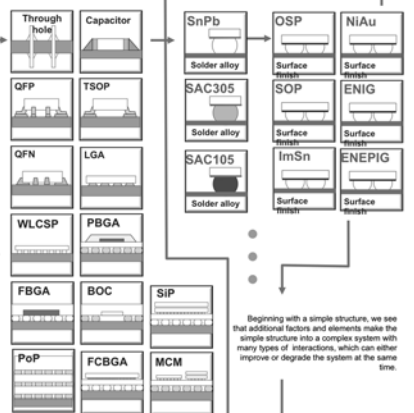 Through
hole
Capacitor
QFP
TSOP
QFN
LGA
WLCSP
PBGA
FBGA
BOC
SiP
PoP
FCBGA
MCM
SnPb
Solder alloy
SAC305
Solder alloy
SAC105
Solder alloy
OSP
Surface
finish
NiAu
Surface
finish
SOP
Surface
finish
ENIG
Surface
finish
ImSn
Surface
finish
ENEPIG
Surface
finish
Beginning with a simple structure, we see
that additional factors and elements make the
simple structure into a complex system with
many types of interactions, which can either
improve or degrade the system at the same
time.